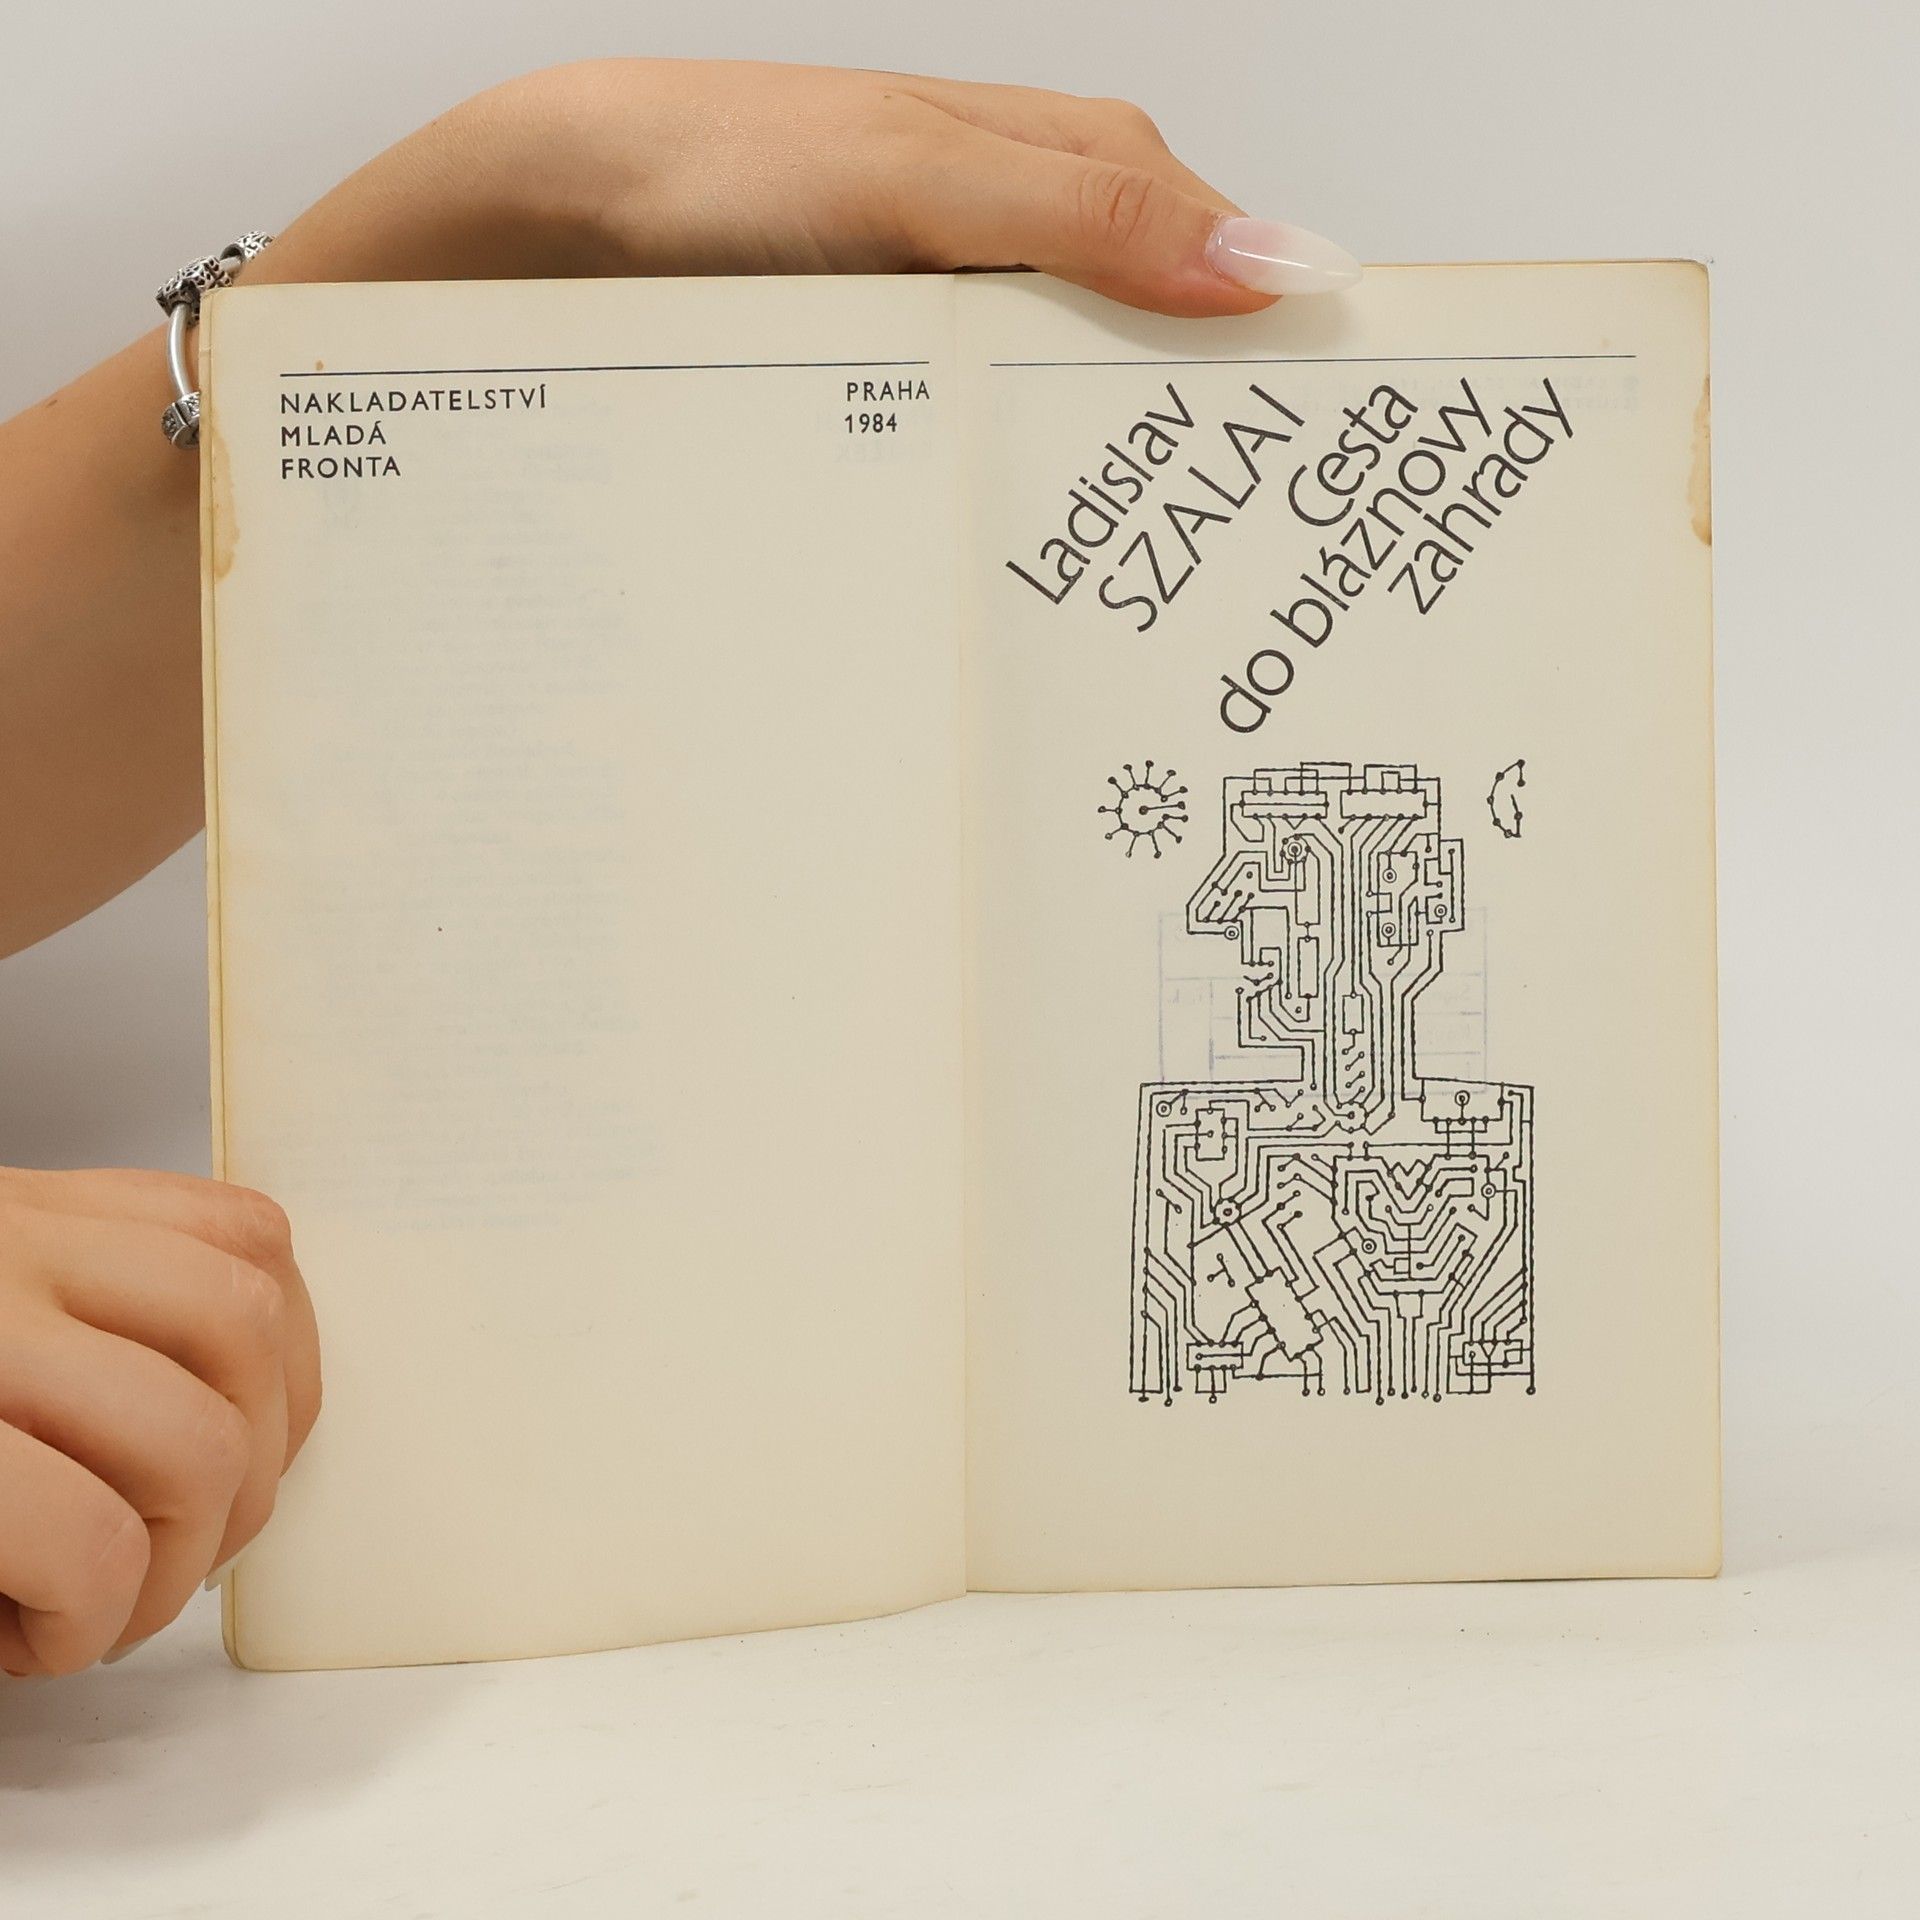 NAKLADATELSTVÍ
MLADÁ
FRONTA
PRAHA
1984
Ladislav
SZALAI
Cesta
do bláznovy
zahrady